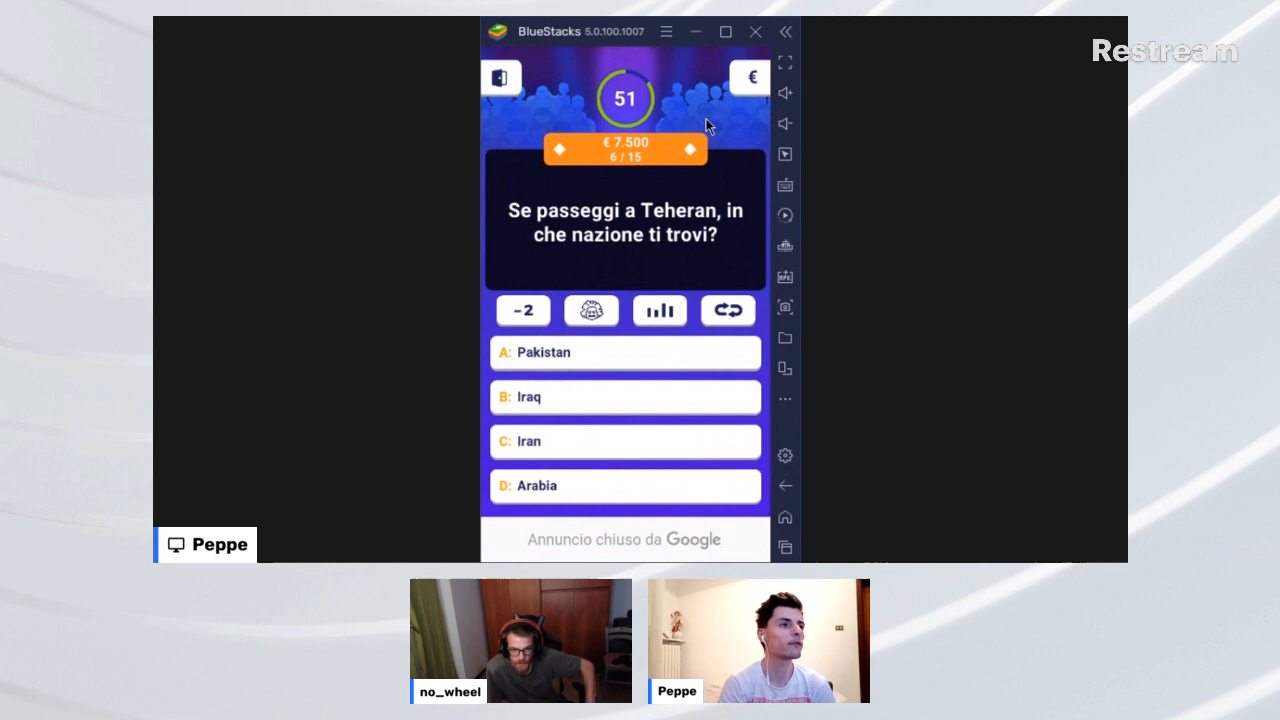 BlueStacks 5.0.100.1007
Restream
€
51
€ 7.500
6 / 15
Se passeggi a Teheran, in
che nazione ti trovi?
-2
A: Pakistan
B: Iraq
C: Iran
D: Arabia
Annuncio chiuso da Google
Peppe
no_wheel
Peppe